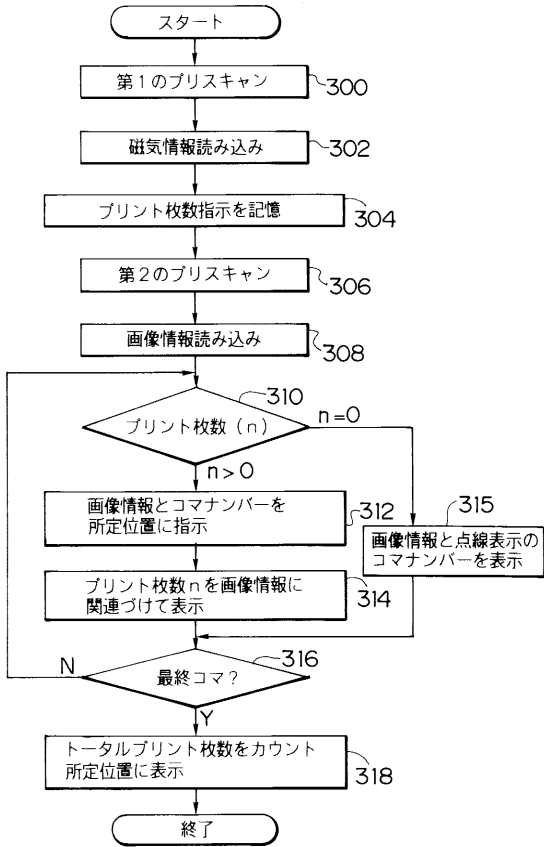 スタート
第1のプリスキャン
300
磁気情報読み込み
302
プリント枚数指示を記憶
304
第2のプリスキャン
306
画像情報読み込み
308
310
プリント枚数(n)
n=0
n>0
画像情報とコマナンバーを
所定位置に指示
312
315
画像情報と点線表示の
コマナンバーを表示
プリント枚数nを画像情報に
関連づけて表示
314
316
N
最終コマ?
Y
トータルプリント枚数をカウント
所定位置に表示
318
終了